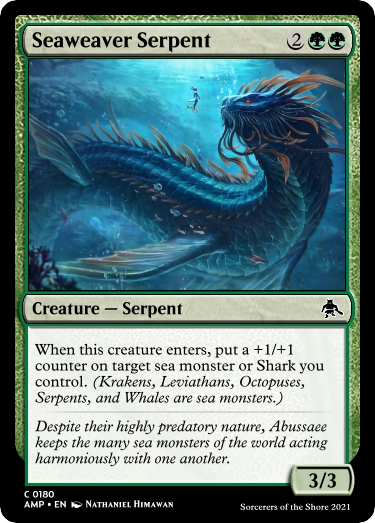 Seaweaver Serpent 2
Creature — Serpent
When this creature enters, put a +1/+1
counter on target sea monster or Shark you
control. (Krakens, Leviathans, Octopuses,
Serpents, and Whales are sea monsters.)
Despite their highly predatory nature, Abussaee
keeps the many sea monsters of the world acting
harmoniously with one another.
3/3
C 0180
AMP • EN Nathaniel Himawan
Sorcerers of the Shore 2021